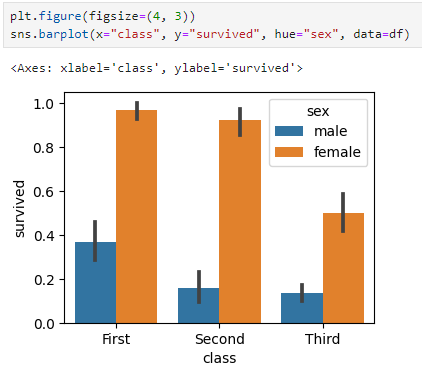 plt.figure(figsize=(4, 3))
sns.barplot(x="class", y="survived", hue="sex", data=df)
<Axes: xlabel='class', ylabel='survived'>
sex
male
female
1.0
0.8
0.6
0.4
0.2
0.0
survived
First Second Third
class